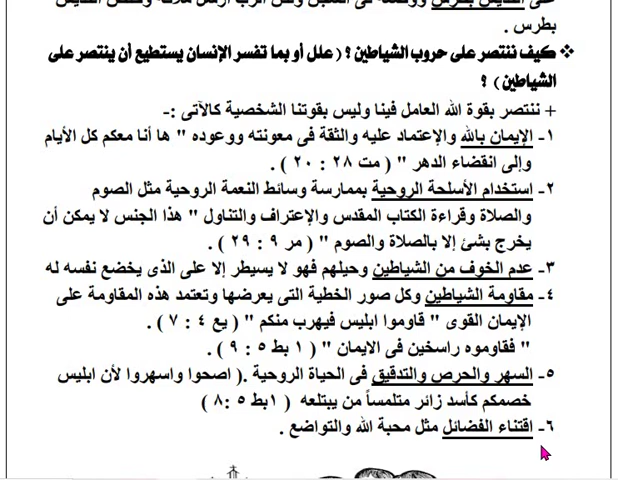 بطرس .
❖ كيف ننتصر على حروب الشياطين ؟ ( علل أو بما تفسر الإنسان يستطيع أن ينتصر على
الشياطين ) ؟
+ ننتصر بقوة الله العامل فينا وليس بقوتنا الشخصية كالآتى :-
١- الإيمان بالله والإعتماد عليه والثقة فى معونته ووعوده " ها أنا معكم كل الأيام
وإلى انقضاء الدهر " ( مت ٢٨ : ٢٠ ) .
٢- استخدام الأسلحة الروحية بممارسة وسائط النعمة الروحية مثل الصوم
والصلاة وقراءة الكتاب المقدس والإعتراف والتناول " هذا الجنس لا يمكن أن
يخرج بشئ إلا بالصلاة والصوم " ( مر ٩ : ٢٩ ) .
٣- عدم الخوف من الشياطين وحيلهم فهو لا يسيطر إلا على الذى يخضع نفسه له
٤- مقاومة الشياطين وكل صور الخطية التى يعرضها وتعتمد هذه المقاومة على
الإيمان القوى " قاوموا ابليس فيهرب منكم " ( يع ٤ : ٧ ) .
" فقاوموه راسخين فى الايمان " ( ١ بط ٥ : ٩ ) .
٥- السهر والحرص والتدقيق فى الحياة الروحية .( اصحوا واسهروا لأن ابليس
خصمكم كأسد زائر متلمساً من يبتلعه ( ١بط ٥ :٨ )
٦- اقتناء الفضائل مثل محبة الله والتواضع .